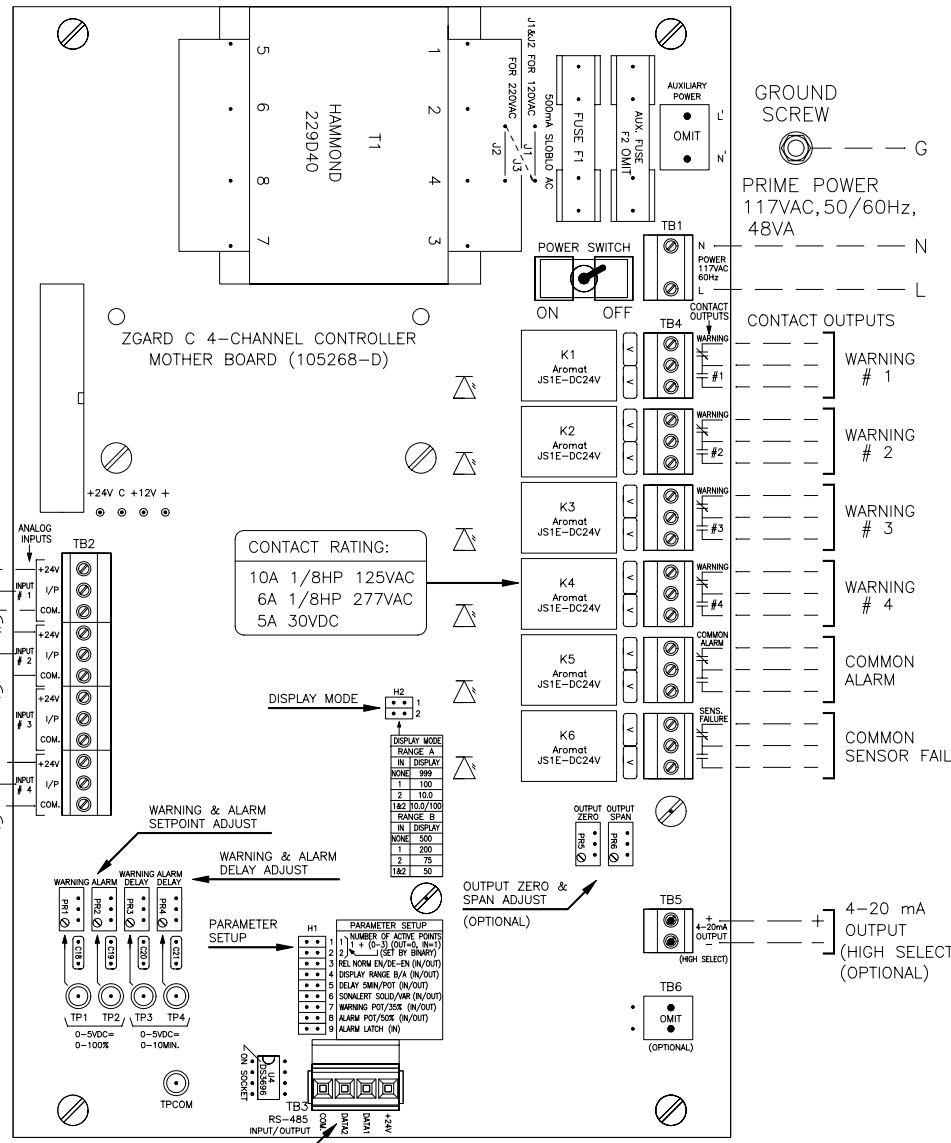 5
6
8
7
HAMMOND
229D40
T1
1
2
4
3
J1&J2 FOR 120VAC
FOR 220VAC
J1
J3
J2
500mA SLOBLO AC
FUSE F1
AUX. FUSE
F2 OMIT
AUXILIARY
POWER
L'
OMIT
N'
GROUND
SCREW
G
PRIME POWER
117VAC,50/60Hz,
48VA
TB1
N
POWER
117VAC
60Hz
L
N
L
POWER SWITCH
ON OFF
ZGARD C 4-CHANNEL CONTROLLER
MOTHER BOARD (105268-D)
TB4
CONTACT
OUTPUTS
CONTACT OUTPUTS
K1
Aromat
JS1E-DC24V
< 
<
WARNING
#1
WARNING
# 1
K2
Aromat
JS1E-DC24V
<
<
WARNING
#2
WARNING
# 2
K3
Aromat
JS1E-DC24V
<
<
WARNING
#3
WARNING
# 3
K4
Aromat
JS1E-DC24V
<
<
WARNING
#4
WARNING
# 4
K5
Aromat
JS1E-DC24V
<
<
COMMON
ALARM
COMMON
ALARM
K6
Aromat
JS1E-DC24V
<
<
SENS.
FAILURE
COMMON
SENSOR FAIL
CONTACT RATING:
10A 1/8HP 125VAC
6A 1/8HP 277VAC
5A 30VDC
+24V C +12V +
ANALOG
INPUTS
TB2
INPUT
# 1
+24V
I/P
COM.
INPUT
# 2
+24V
I/P
COM.
INPUT
# 3
+24V
I/P
COM.
INPUT
# 4
+24V
I/P
COM.
DISPLAY MODE
H2
1
2
DISPLAY MODE
RANGE A
IN DISPLAY
NONE 999
1 100
2 10.0
1&2 10.0/100
RANGE B
IN DISPLAY
NONE 500
1 200
2 75
1&2 50
WARNING & ALARM
SETPOINT ADJUST
WARNING & ALARM
DELAY ADJUST
WARNING ALARM WARNING ALARM
DELAY DELAY
PR1 PR2 PR3 PR4
C18 C19 C20 C21
TP1 TP2 TP3 TP4
0-5VDC=
0-100%
0-5VDC=
0-10MIN.
TPCOM
PARAMETER
SETUP
H1
PARAMETER SETUP
1 } NUMBER OF ACTIVE POINTS
1 + (0-3) (OUT=0, IN=1)
2 (SET BY BINARY)
3 REL NORM EN/DE-EN (IN/OUT)
4 DISPLAY RANGE B/A (IN/OUT)
5 DELAY 5MIN/POT (IN/OUT)
6 SONALERT SOLID/VAR (IN/OUT)
7 WARNING POT/35% (IN/OUT)
8 ALARM POT/50% (IN/OUT)
9 ALARM LATCH (IN)
ON SOCKET
U4
DS3696
TB3
RS-485
INPUT/OUTPUT
COM.
DATA2
DATA1
+24V
OUTPUT
ZERO
OUTPUT
SPAN
PR5 PR6
OUTPUT ZERO &
SPAN ADJUST
(OPTIONAL)
TB5
+
4-20mA
OUTPUT
-
(HIGH SELECT)
+
-
4-20 mA
OUTPUT
(HIGH SELECT
(OPTIONAL)
TB6
OMIT
(OPTIONAL)